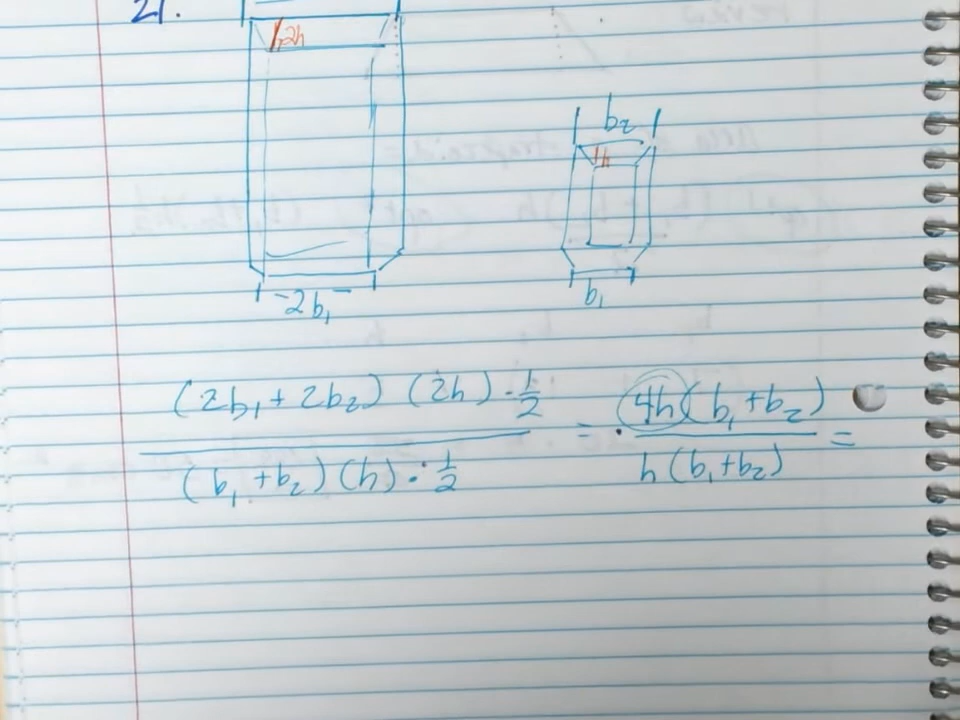 21.
2h
b₂
h
2b₁
b₁
(2b₁ + 2b₂) (2h) · 1/2 = 4h(b₁ + b₂) =
(b₁ + b₂) (h) · 1/2 h(b₁+b₂)